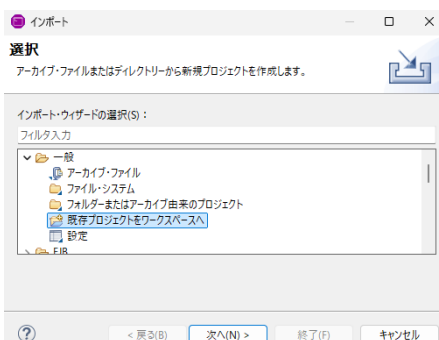 インポート
選択
アーカイブ・ファイルまたはディレクトリーから新規プロジェクトを作成します。
インポート・ウィザードの選択(S)：
フィルタ入力
一般
アーカイブ・ファイル
ファイル・システム
フォルダーまたはアーカイブ由来のプロジェクト
既存プロジェクトをワークスペースへ
設定
EJB
?
< 戻る(B)
次へ(N) >
終了(F)
キャンセル